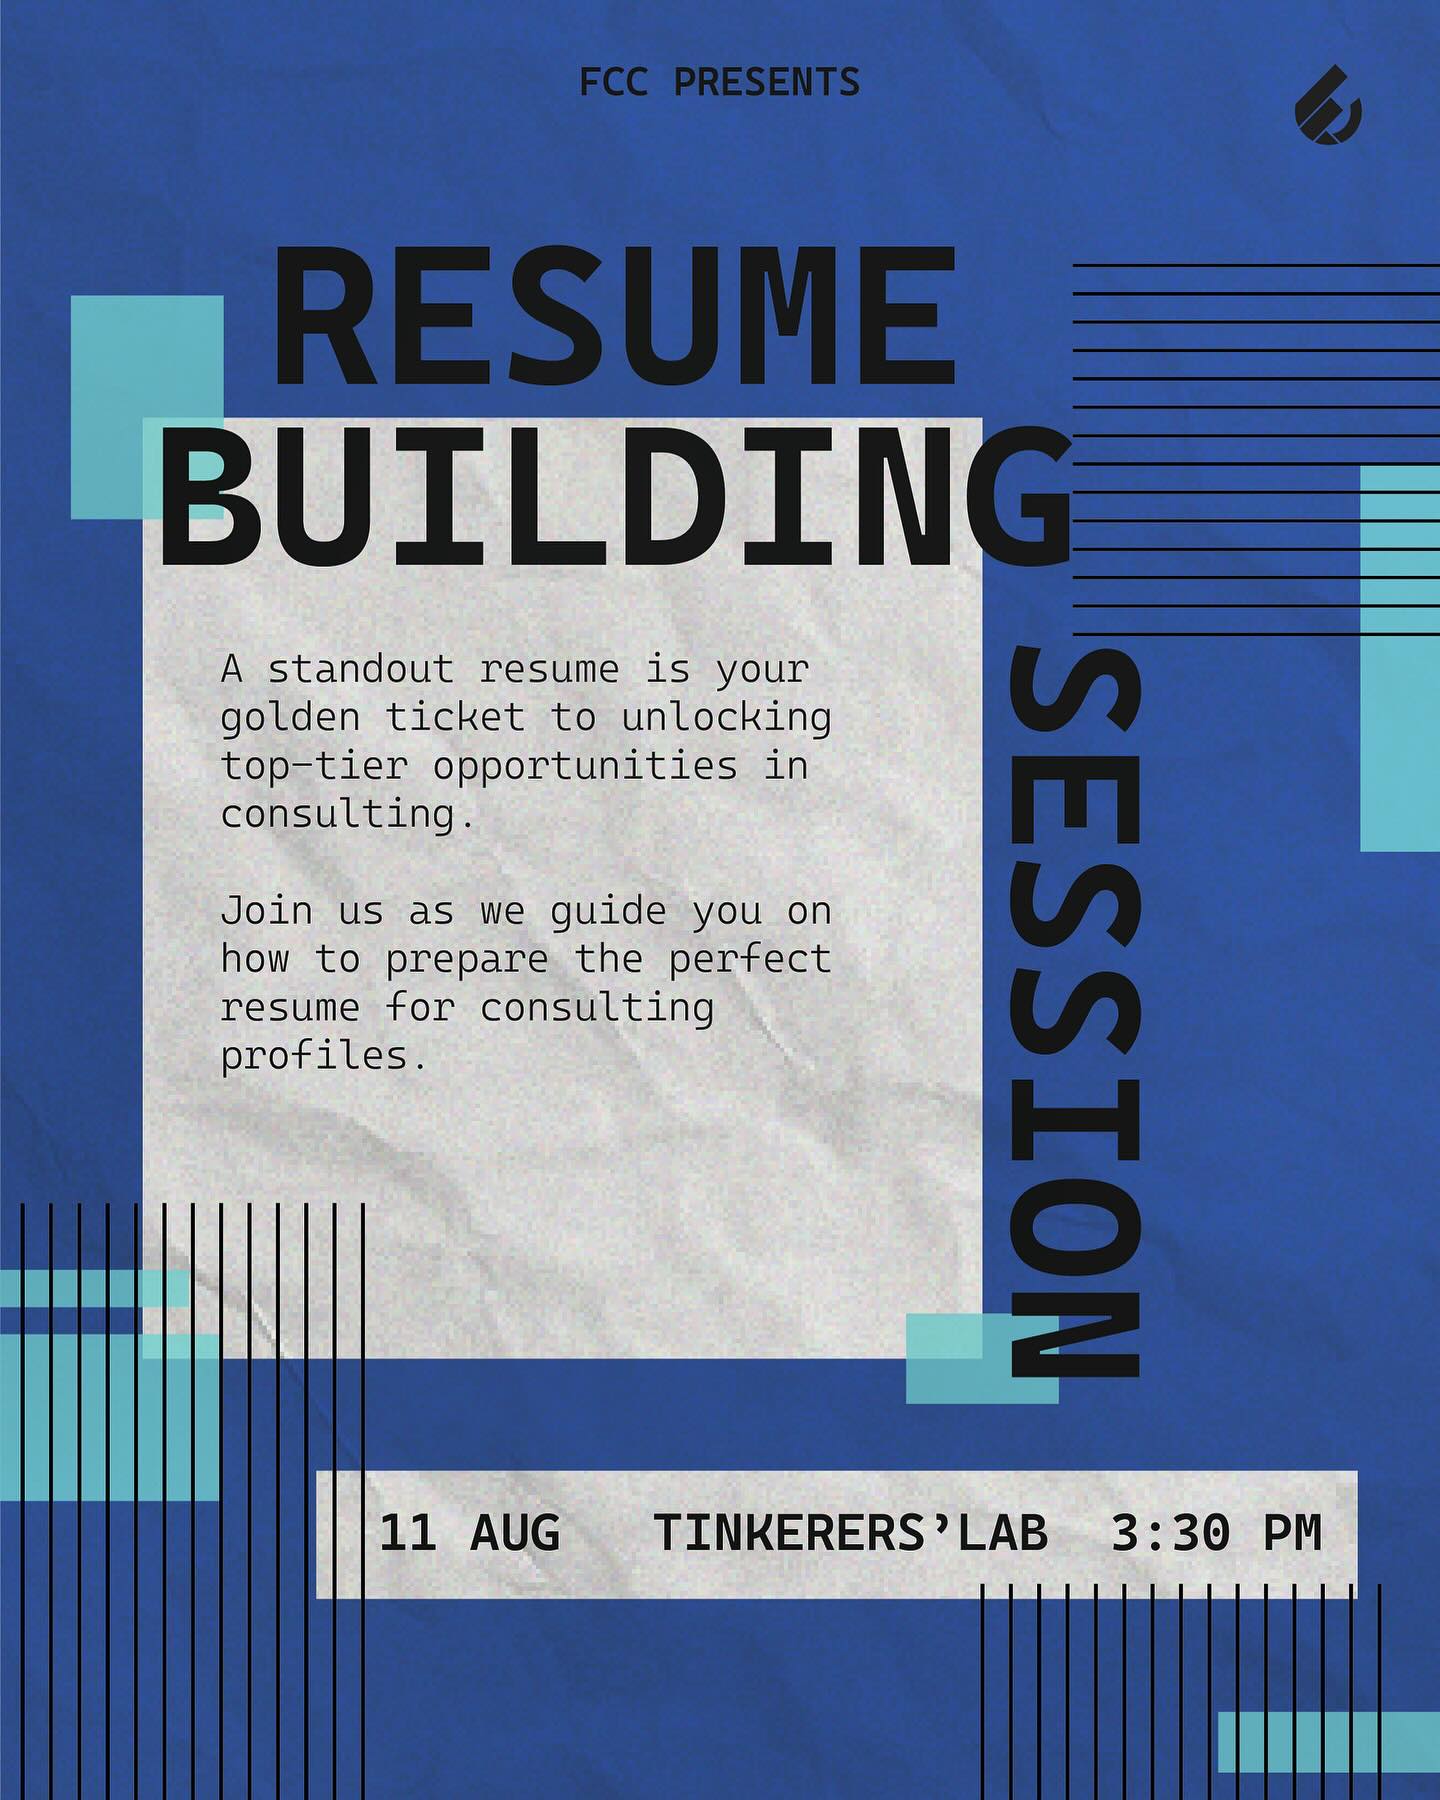 FCC PRESENTS
RESUME
BUILDING
SESSION
A standout resume is your
golden ticket to unlocking
top-tier opportunities in
consulting.
Join us as we guide you on
how to prepare the perfect
resume for consulting
profiles.
11 AUG TINKERERS’LAB 3:30 PM